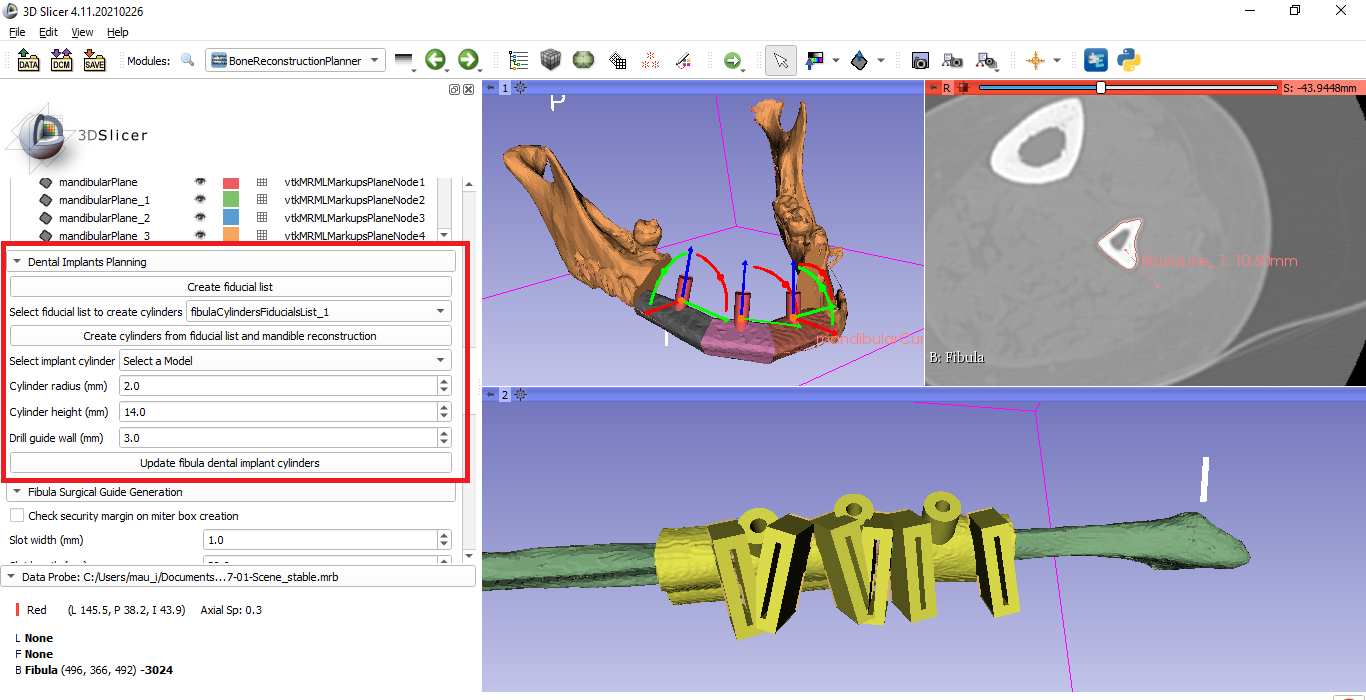 3D Slicer 4.11.20210226
File Edit View Help
DATA DCM SAVE Modules: BoneReconstructionPlanner
1
R S: -43.9448mm
3DSlicer
mandibularPlane vtkMRMLMarkupsPlaneNode1
mandibularPlane_1 vtkMRMLMarkupsPlaneNode2
mandibularPlane_2 vtkMRMLMarkupsPlaneNode3
mandibularPlane_3 vtkMRMLMarkupsPlaneNode4
Dental Implants Planning
Create fiducial list
Select fiducial list to create cylinders fibulaCylindersFiducialsList_1
Create cylinders from fiducial list and mandible reconstruction
Select implant cylinder Select a Model
Cylinder radius (mm) 2.0
Cylinder height (mm) 14.0
Drill guide wall (mm) 3.0
Update fibula dental implant cylinders
Fibula Surgical Guide Generation
Check security margin on miter box creation
Slot width (mm) 1.0
Data Probe: C:/Users/mau_i/Documents...7-01-Scene_stable.mrb
Red (L 145.5, P 38.2, I 43.9) Axial Sp: 0.3
L None
F None
B Fibula (496, 366, 492) -3024
P
I
mandibularCur
fibulaLine_1: 10.80mm
B: Fibula
2
I